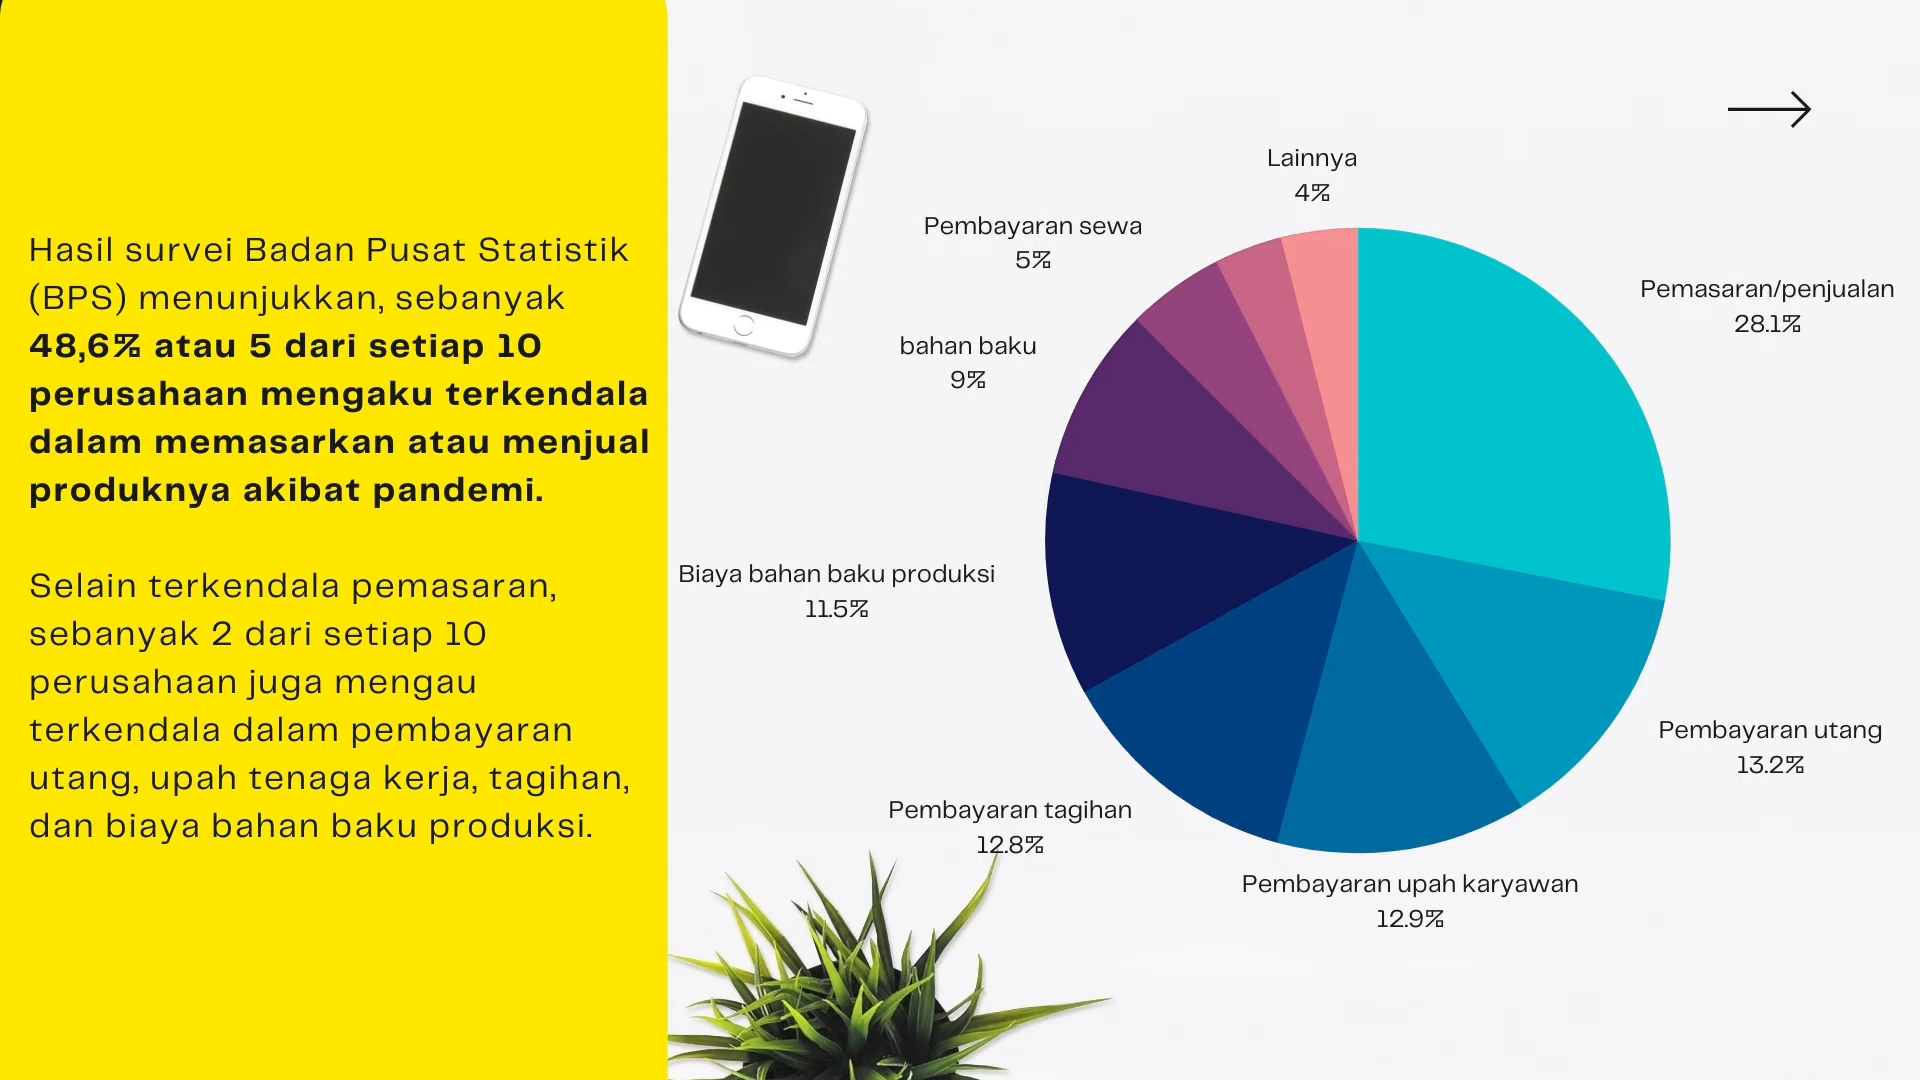 Hasil survei Badan Pusat Statistik
(BPS) menunjukkan, sebanyak
48,6% atau 5 dari setiap 10
perusahaan mengaku terkendala
dalam memasarkan atau menjual
produknya akibat pandemi.
Selain terkendala pemasaran,
sebanyak 2 dari setiap 10
perusahaan juga mengau
terkendala dalam pembayaran
utang, upah tenaga kerja, tagihan,
dan biaya bahan baku produksi.
Lainnya
4%
Pembayaran sewa
5%
Pemasaran/penjualan
28.1%
bahan baku
9%
Biaya bahan baku produksi
11.5%
Pembayaran utang
13.2%
Pembayaran tagihan
12.8%
Pembayaran upah karyawan
12.9%